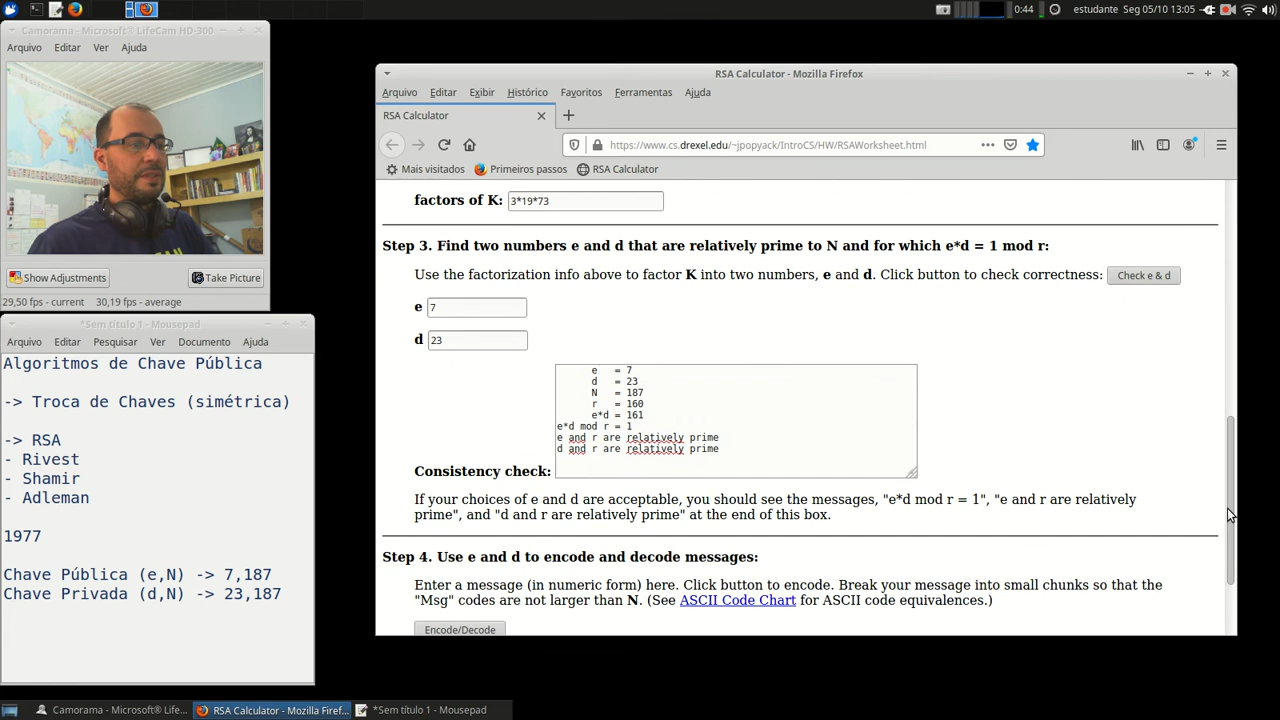 0:44
estudante
Seg 05/10 13:05
Camorama - Microsoft® LifeCam HD-300
Arquivo Editar Ver Ajuda
Show Adjustments
Take Picture
29,50 fps - current
30,19 fps - average
*Sem título 1 - Mousepad
Arquivo Editar Pesquisar Ver Documento Ajuda
Algoritmos de Chave Pública
-> Troca de Chaves (simétrica)
-> RSA
- Rivest
- Shamir
- Adleman
1977
Chave Pública (e,N) -> 7,187
Chave Privada (d,N) -> 23,187
RSA Calculator - Mozilla Firefox
Arquivo Editar Exibir Histórico Favoritos Ferramentas Ajuda
RSA Calculator
https://www.cs.drexel.edu/~jpopyack/IntroCS/HW/RSAWorksheet.html
Mais visitados
Primeiros passos
RSA Calculator
factors of K: 3*19*73
Step 3. Find two numbers e and d that are relatively prime to N and for which e*d = 1 mod r:
Use the factorization info above to factor K into two numbers, e and d. Click button to check correctness: Check e & d
e 7
d 23
e = 7
d = 23
N = 187
r = 160
e*d = 161
e*d mod r = 1
e and r are relatively prime
d and r are relatively prime
Consistency check:
If your choices of e and d are acceptable, you should see the messages, "e*d mod r = 1", "e and r are relatively
prime", and "d and r are relatively prime" at the end of this box.
Step 4. Use e and d to encode and decode messages:
Enter a message (in numeric form) here. Click button to encode. Break your message into small chunks so that the
"Msg" codes are not larger than N. (See ASCII Code Chart for ASCII code equivalences.)
Encode/Decode
Camorama - Microsoft® LifeCa...
RSA Calculator - Mozilla Firef...
*Sem título 1 - Mousepad